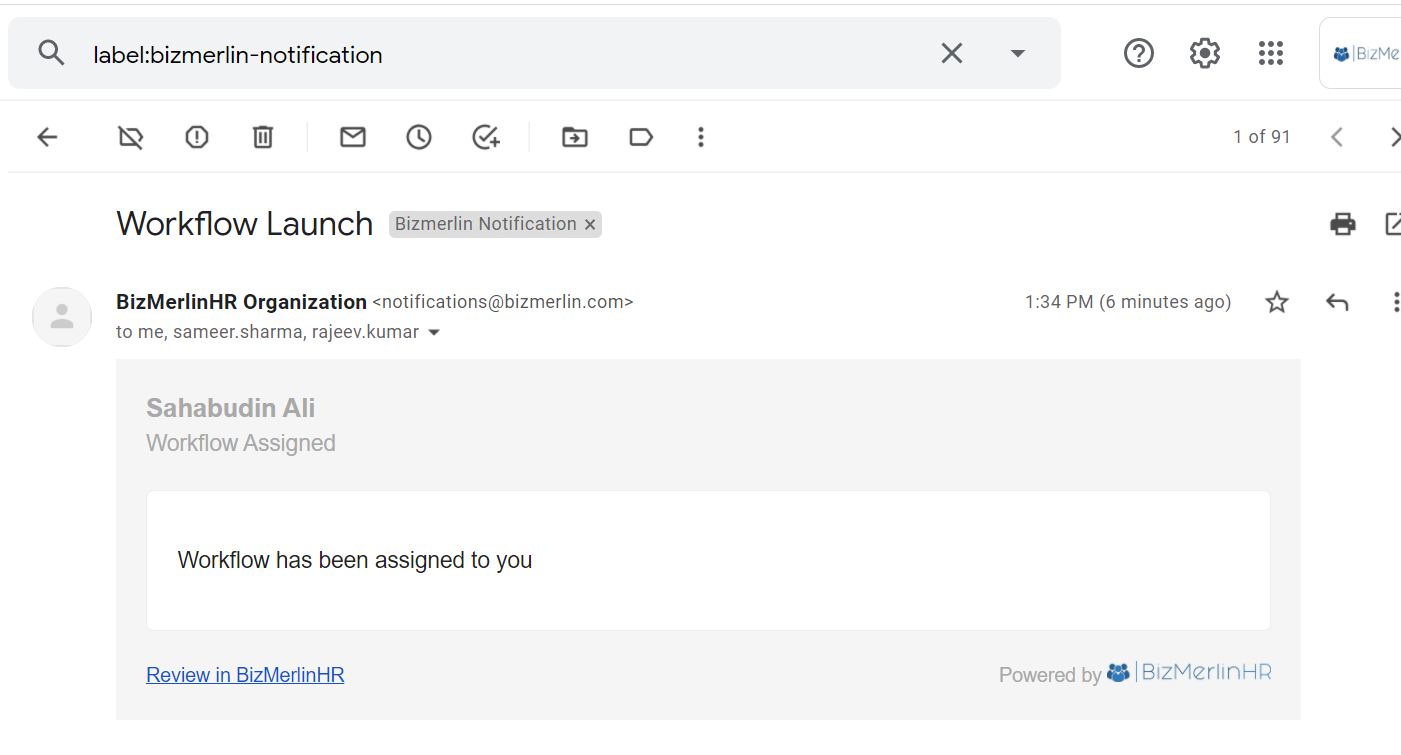 label:bizmerlin-notification
BizMe
1 of 91
Workflow Launch Bizmerlin Notification ×
BizMerlinHR Organization <notifications@bizmerlin.com> 1:34 PM (6 minutes ago)
to me, sameer.sharma, rajeev.kumar
Sahabudin Ali
Workflow Assigned
Workflow has been assigned to you
Review in BizMerlinHR Powered by BizMerlinHR